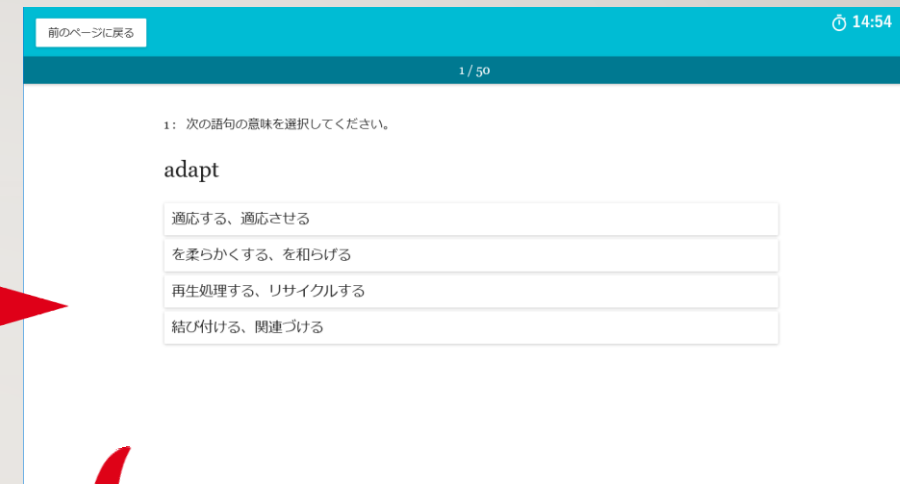 前のページに戻る
14:54
1 / 50
1： 次の語句の意味を選択してください。
adapt
適応する、適応させる
を柔らかくする、を和らげる
再生処理する、リサイクルする
結び付ける、関連づける